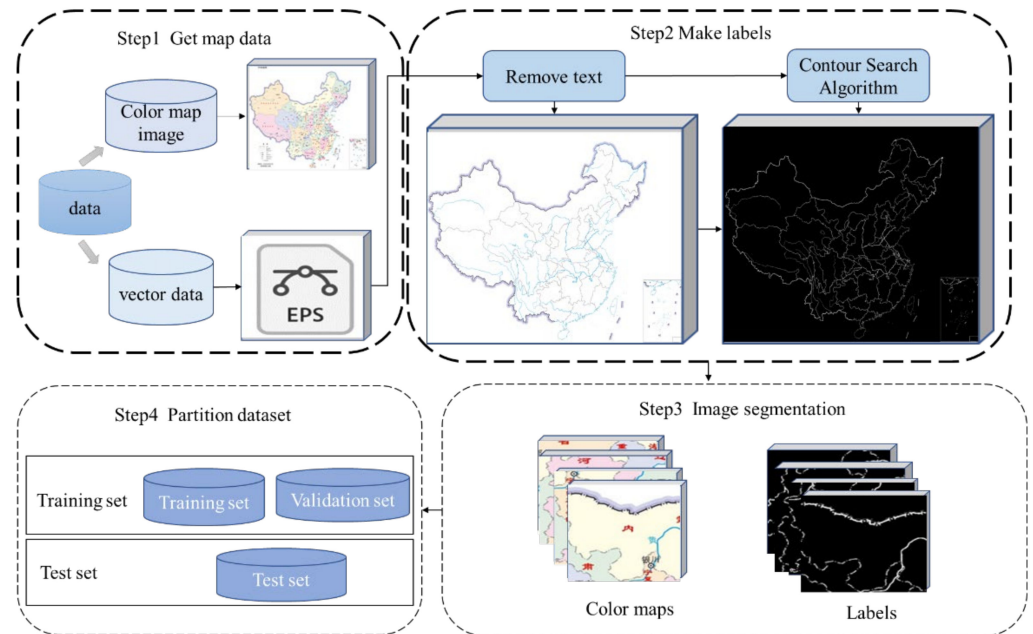 Step1 Get map data
Color map
image
data
vector data
EPS
Step2 Make labels
Remove text
Contour Search
Algorithm
Step3 Image segmentation
Color maps
Labels
Step4 Partition dataset
Training set
Training set
Validation set
Test set
Test set